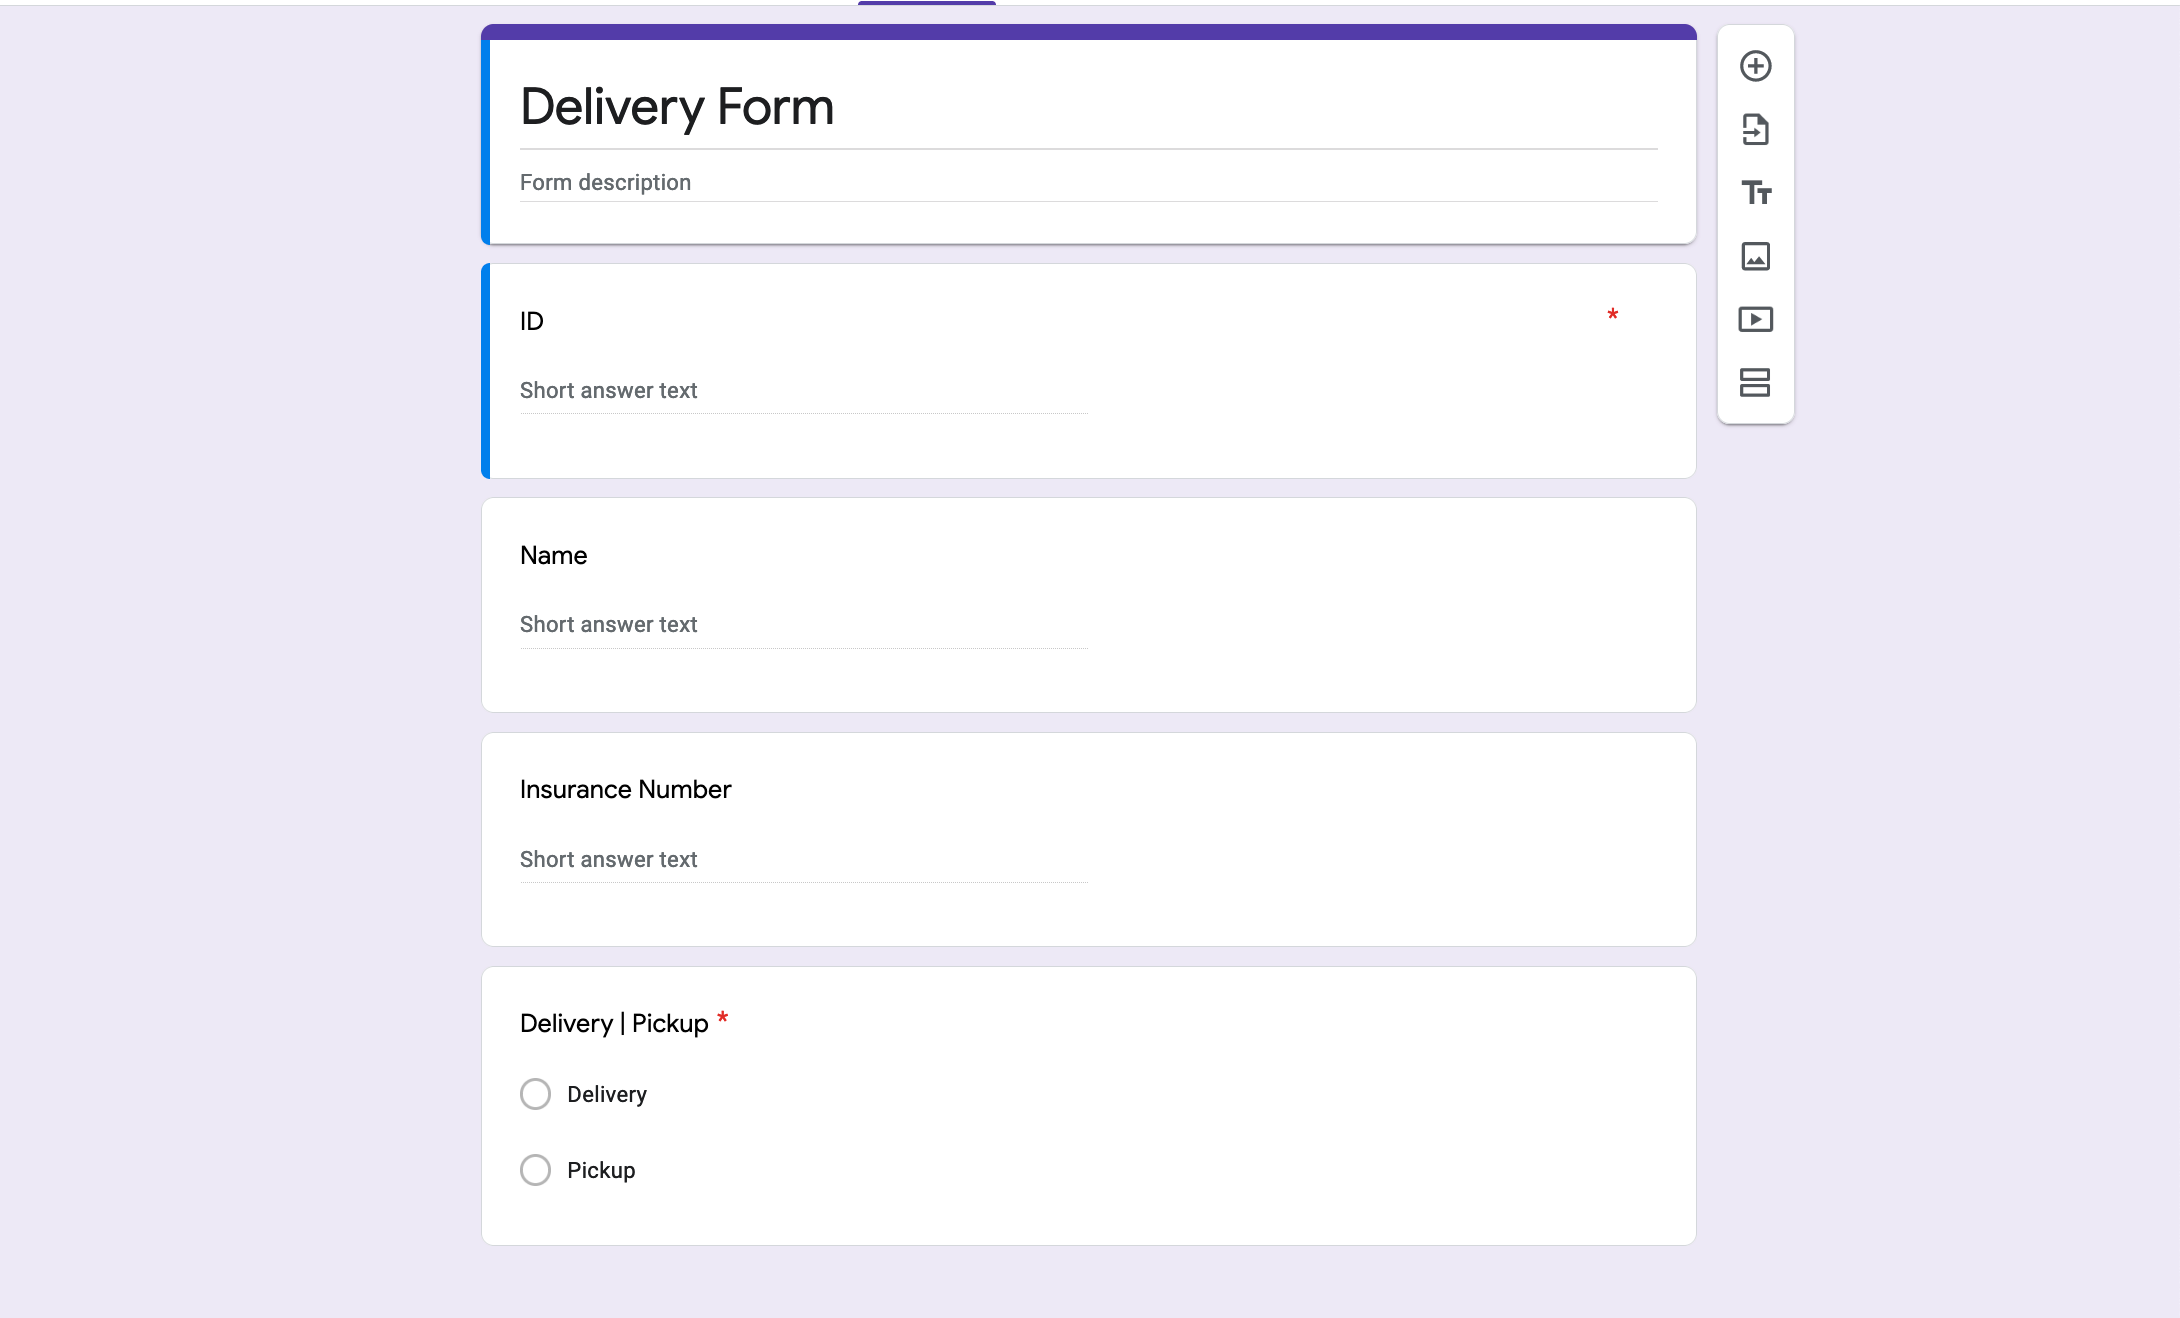 Delivery Form
Form description
ID *
Short answer text
Name
Short answer text
Insurance Number
Short answer text
Delivery | Pickup *
Delivery
Pickup